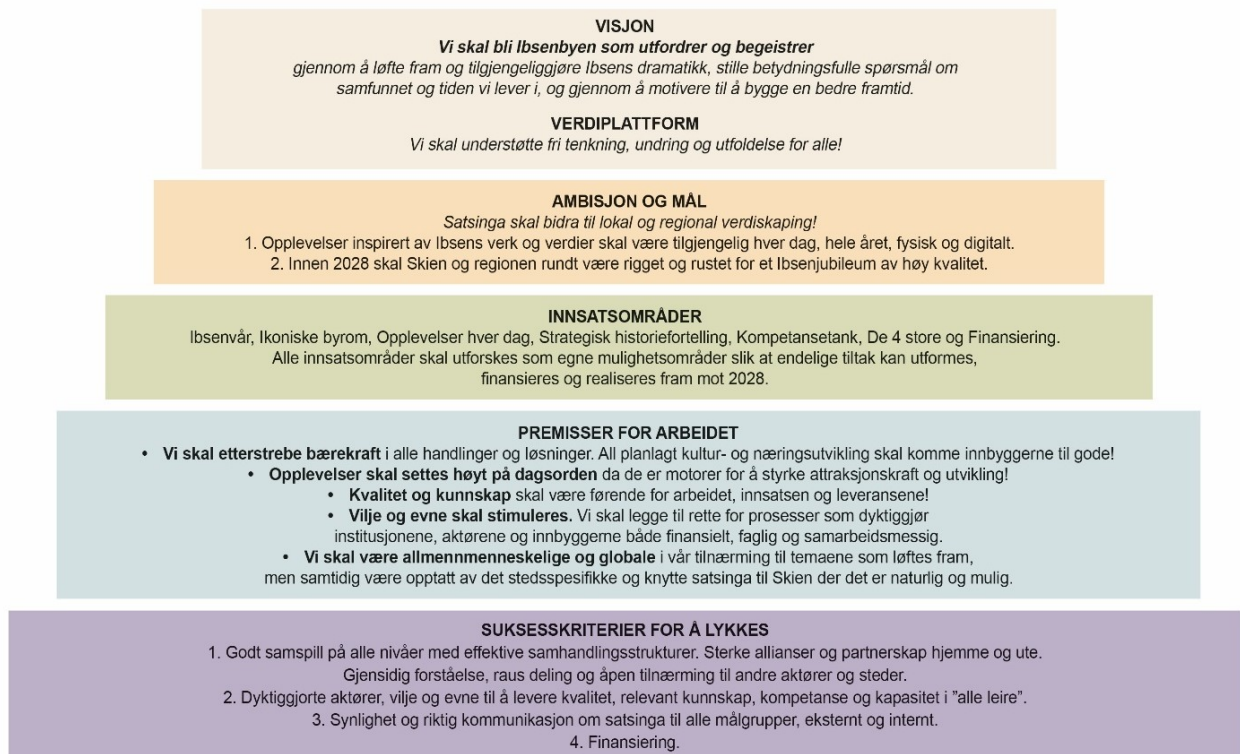 VISJON
Vi skal bli Ibsenbyen som utfordrer og begeistrer
gjennom å løfte fram og tilgjengeliggjøre Ibsens dramatikk, stille betydningsfulle spørsmål om
samfunnet og tiden vi lever i, og gjennom å motivere til å bygge en bedre framtid.
VERDIPLATTFORM
Vi skal understøtte fri tenkning, undring og utfoldelse for alle!
AMBISJON OG MÅL
Satsinga skal bidra til lokal og regional verdiskaping!
1. Opplevelser inspirert av Ibsens verk og verdier skal være tilgjengelig hver dag, hele året, fysisk og digitalt.
2. Innen 2028 skal Skien og regionen rundt være rigget og rustet for et Ibsenjubileum av høy kvalitet.
INNSATSOMRÅDER
Ibsenvår, Ikoniske byrom, Opplevelser hver dag, Strategisk historiefortelling, Kompetansetank, De 4 store og Finansiering.
Alle innsatsområder skal utforskes som egne mulighetsområder slik at endelige tiltak kan utformes,
finansieres og realiseres fram mot 2028.
PREMISSER FOR ARBEIDET
• Vi skal etterstrebe bærekraft i alle handlinger og løsninger. All planlagt kultur- og næringsutvikling skal komme innbyggerne til gode!
• Opplevelser skal settes høyt på dagsorden da de er motorer for å styrke attraksjonskraft og utvikling!
• Kvalitet og kunnskap skal være førende for arbeidet, innsatsen og leveransene!
• Vilje og evne skal stimuleres. Vi skal legge til rette for prosesser som dyktiggjør
institusjonene, aktørene og innbyggerne både finansielt, faglig og samarbeidsmessig.
• Vi skal være allmennmenneskelige og globale i vår tilnærming til temaene som løftes fram,
men samtidig være opptatt av det stedsspesifikke og knytte satsinga til Skien der det er naturlig og mulig.
SUKSESSKRITERIER FOR Å LYKKES
1. Godt samspill på alle nivåer med effektive samhandlingsstrukturer. Sterke allianser og partnerskap hjemme og ute.
Gjensidig forståelse, raus deling og åpen tilnærming til andre aktører og steder.
2. Dyktiggjorte aktører, vilje og evne til å levere kvalitet, relevant kunnskap, kompetanse og kapasitet i ”alle leire”.
3. Synlighet og riktig kommunikasjon om satsinga til alle målgrupper, eksternt og internt.
4. Finansiering.